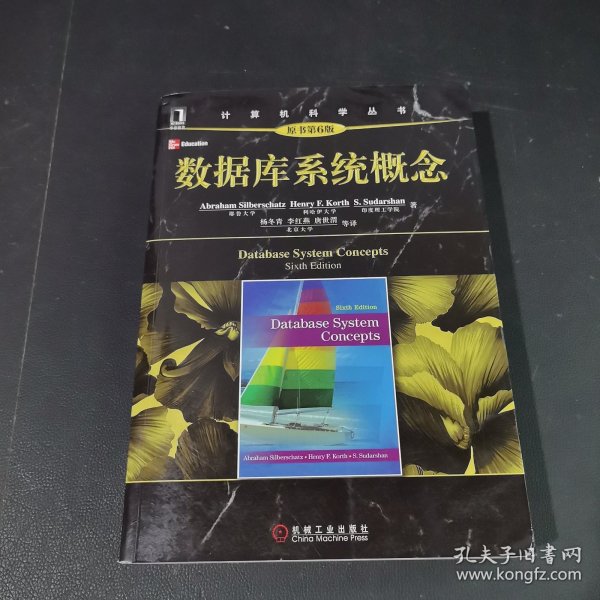 计算机科学丛书
原书第6版
Education
数据库系统概念
Abraham Silberschatz Henry F. Korth S. Sudarshan 著
耶鲁大学 利哈伊大学 印度理工学院
杨冬青 李红燕 唐世渭 等译
北京大学
Database System Concepts
Sixth Edition
Sixth Edition
Database System
Concepts
Abraham Silberschatz • Henry F. Korth • S. Sudarshan
机械工业出版社
China Machine Press
孔夫子旧书网
www.kongfz.com